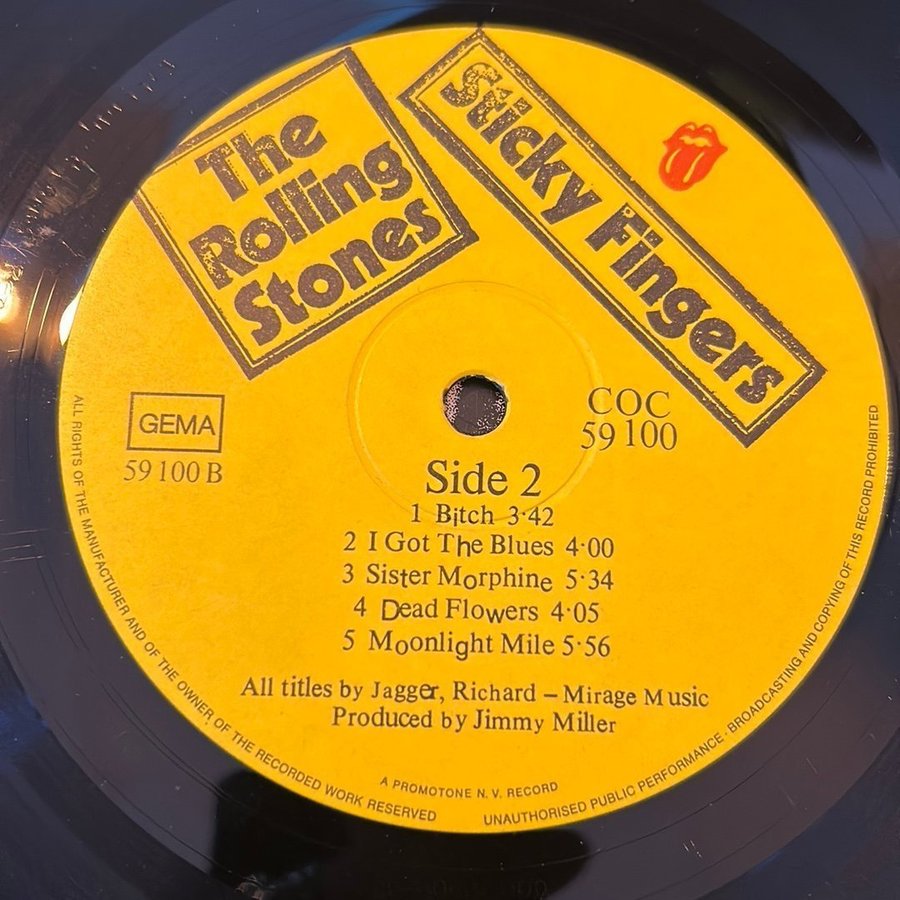 The
Rolling
Stones
Sticky Fingers
GEMA
59 100 B
COC
59 100
Side 2
1 Bitch 3·42
2 I Got The Blues 4·00
3 Sister Morphine 5·34
4 Dead Flowers 4·05
5 Moonlight Mile 5·56
All titles by Jagger, Richard – Mirage Music
Produced by Jimmy Miller
A PROMOTONE N. V. RECORD
ALL RIGHTS OF THE MANUFACTURER AND OF THE OWNER OF THE RECORDED WORK RESERVED
UNAUTHORISED PUBLIC PERFORMANCE · BROADCASTING AND COPYING OF THIS RECORD PROHIBITED